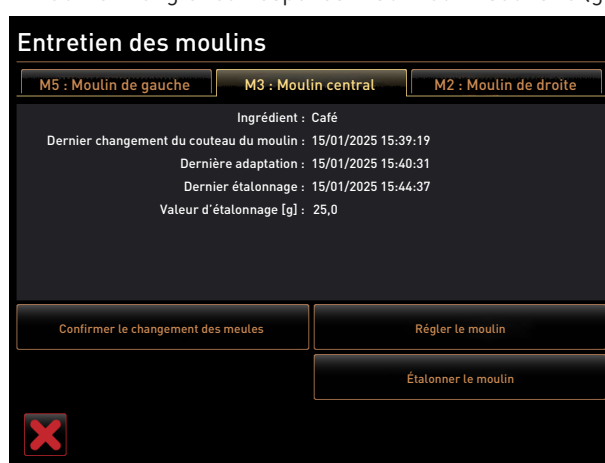 Entretien des moulins
M5 : Moulin de gauche
M3 : Moulin central
M2 : Moulin de droite
Ingrédient : Café
Dernier changement du couteau du moulin : 15/01/2025 15:39:19
Dernière adaptation : 15/01/2025 15:40:31
Dernier étalonnage : 15/01/2025 15:44:37
Valeur d'étalonnage [g] : 25,0
Confirmer le changement des meules
Régler le moulin
Étalonner le moulin